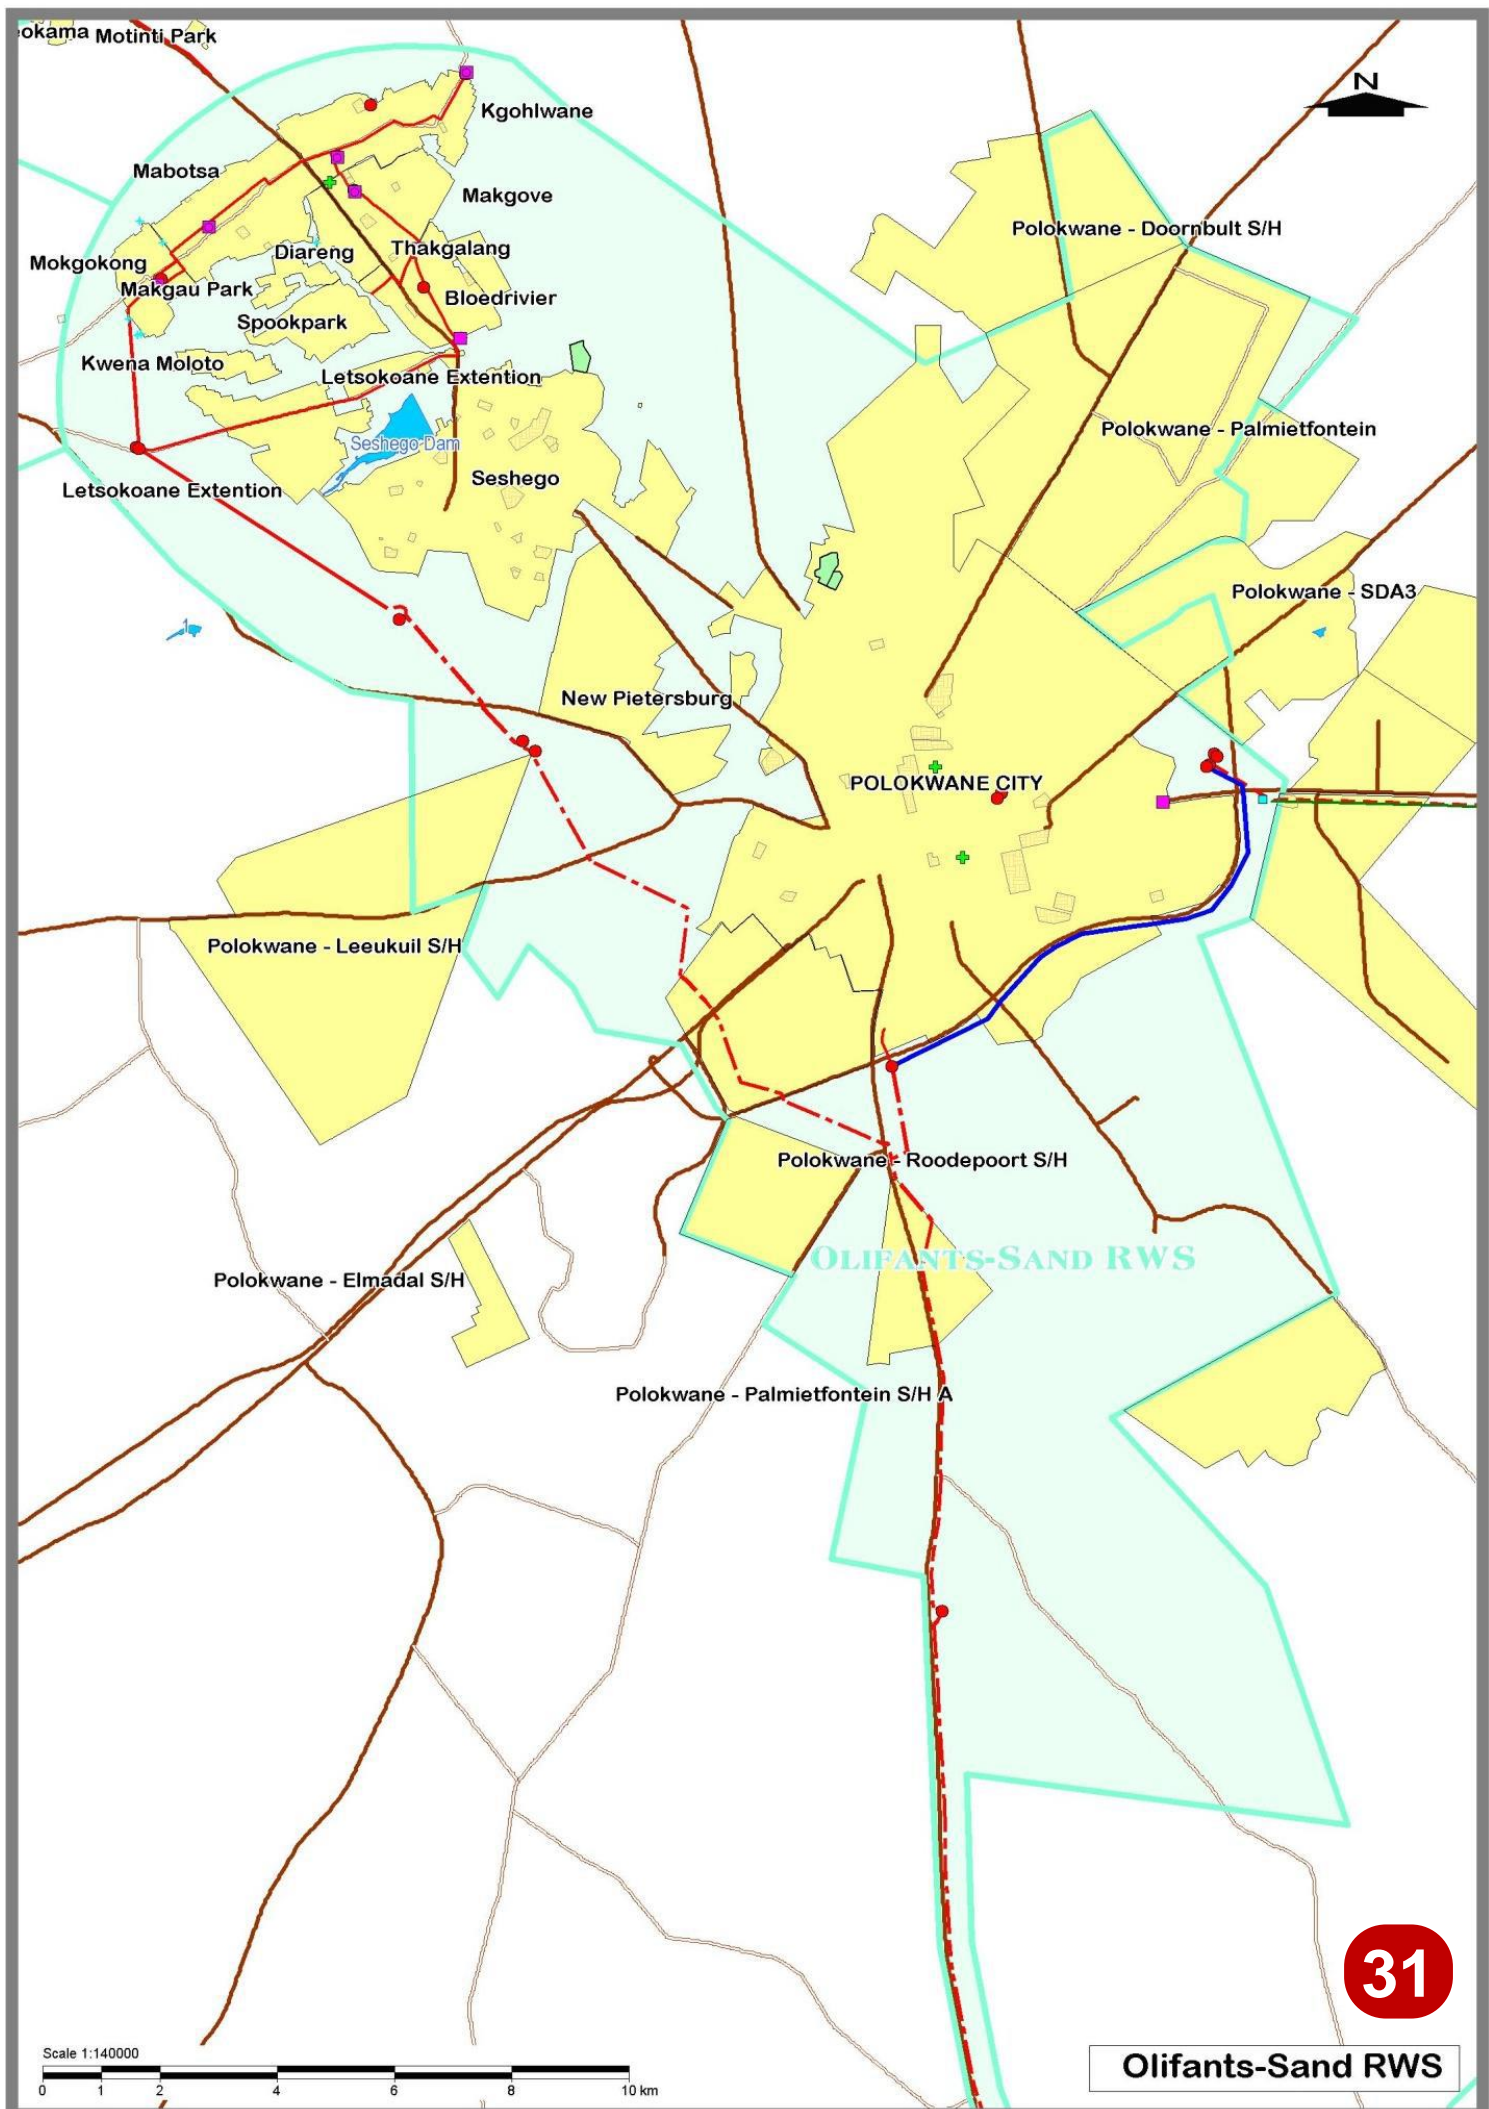 eokama Motinti Park
N
Kgohlwane
Mabotsa
Makgove
Polokwane - Doornbult S/H
Diareng
Thakgalang
Mokgokong
Makgau Park
Bloedrivier
Spookpark
Kwena Moloto
Letsokoane Extention
Polokwane - Palmietfontein
Seshego Dam
Seshego
Letsokoane Extention
Polokwane - SDA3
New Pietersburg
POLOKWANE CITY
Polokwane - Leeukuil S/H
Polokwane - Roodepoort S/H
OLIFANTS-SAND RWS
Polokwane - Elmadal S/H
Polokwane - Palmietfontein S/H A
31
Scale 1:140000
0 1 2 4 6 8 10 km
Olifants-Sand RWS